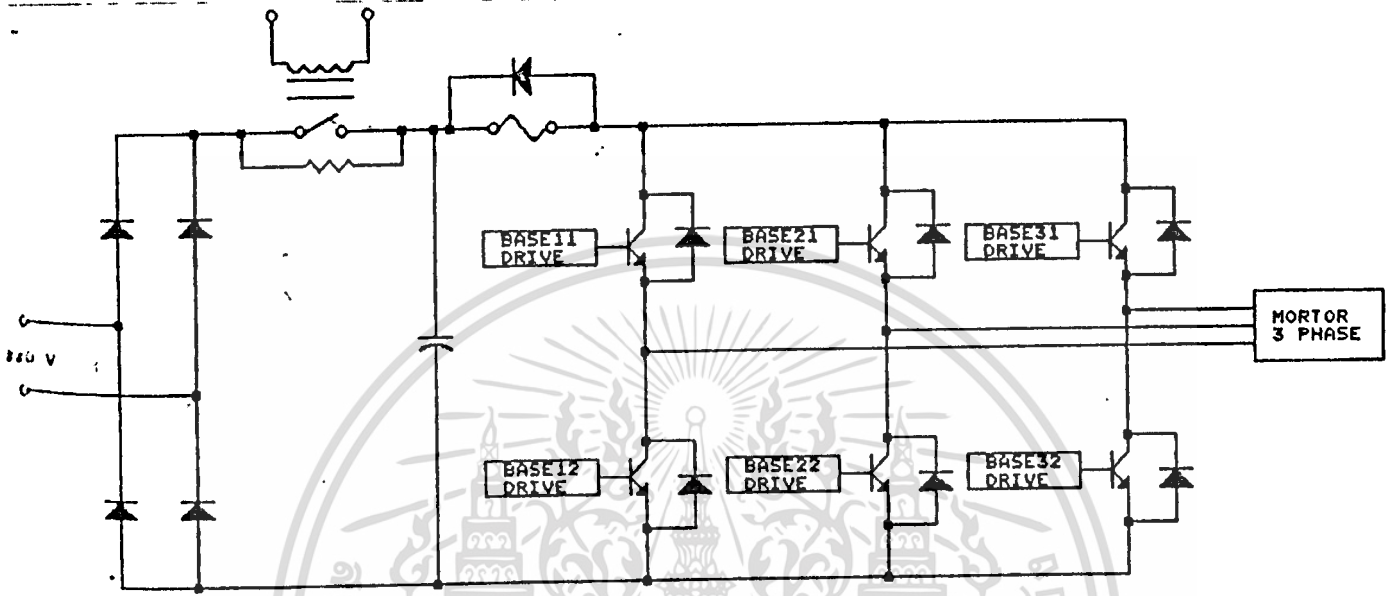 BASE11
DRIVE
BASE21
DRIVE
BASE31
DRIVE
MORTOR
3 PHASE
V
BASE12
DRIVE
BASE22
DRIVE
BASE32
DRIVE